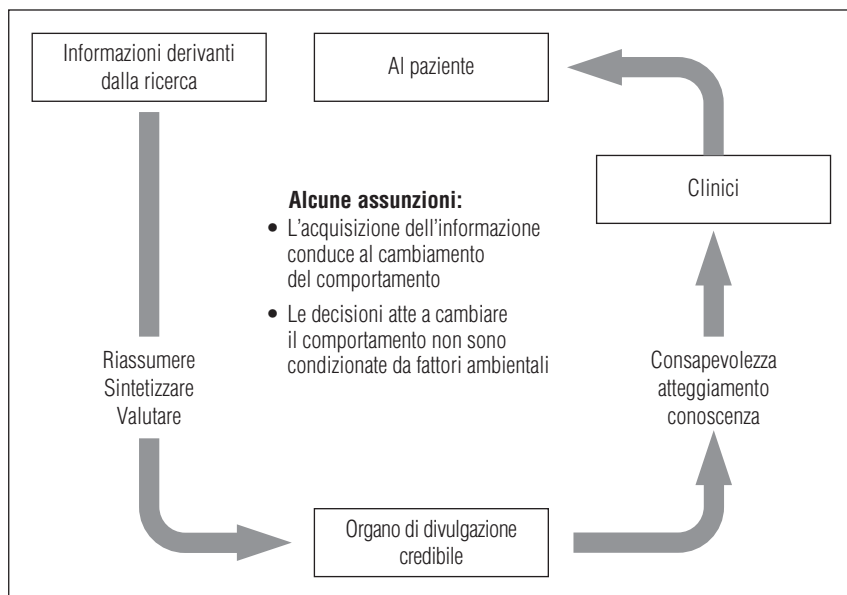 Informazioni derivanti
dalla ricerca
Al paziente
Clinici
Alcune assunzioni:
• L’acquisizione dell’informazione
conduce al cambiamento
del comportamento
• Le decisioni atte a cambiare
il comportamento non sono
condizionate da fattori ambientali
Riassumere
Sintetizzare
Valutare
Consapevolezza
atteggiamento
conoscenza
Organo di divulgazione
credibile